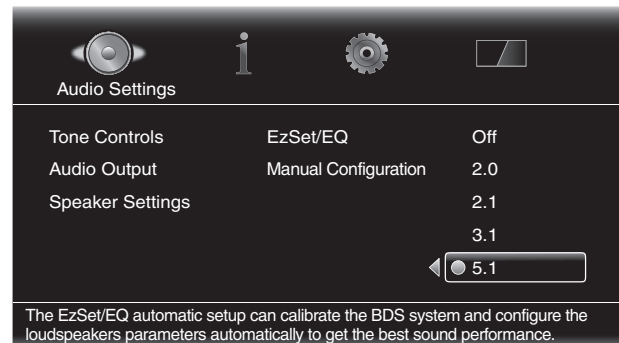 Audio Settings
Tone Controls EzSet/EQ Off
Audio Output Manual Configuration 2.0
Speaker Settings 2.1
3.1
5.1
The EzSet/EQ automatic setup can calibrate the BDS system and configure the
loudspeakers parameters automatically to get the best sound performance.